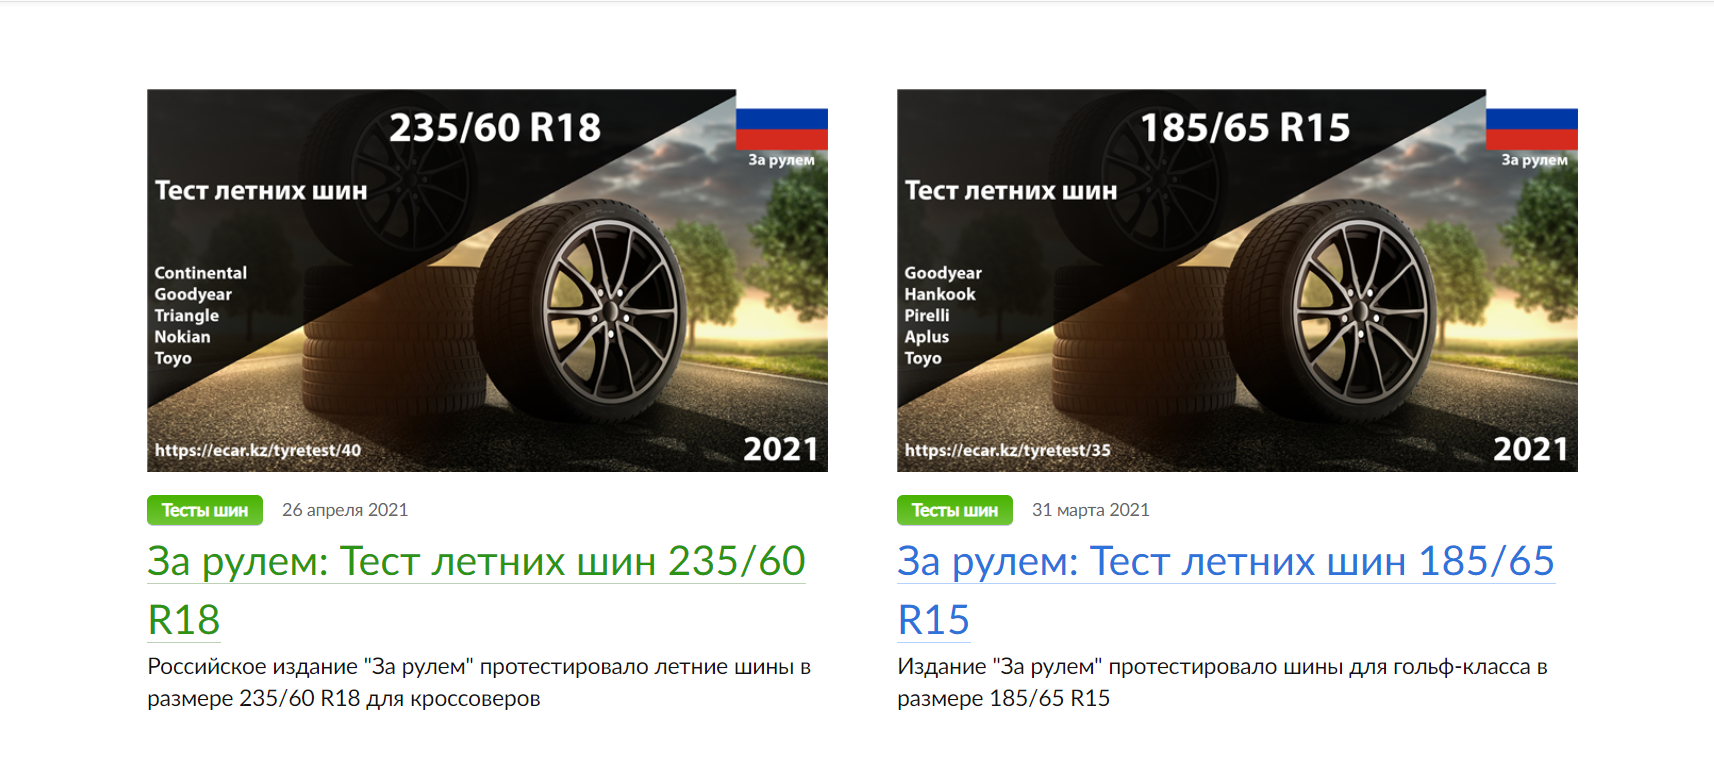 235/60 R18
За рулем
Тест летних шин
Continental
Goodyear
Triangle
Nokian
Toyo
https://ecar.kz/tyretest/40
2021
Тесты шин
26 апреля 2021
За рулем: Тест летних шин 235/60
R18
Российское издание "За рулем" протестировало летние шины в
размере 235/60 R18 для кроссоверов
185/65 R15
За рулем
Тест летних шин
Goodyear
Hankook
Pirelli
Aplus
Toyo
https://ecar.kz/tyretest/35
2021
Тесты шин
31 марта 2021
За рулем: Тест летних шин 185/65
R15
Издание "За рулем" протестировало шины для гольф-класса в
размере 185/65 R15